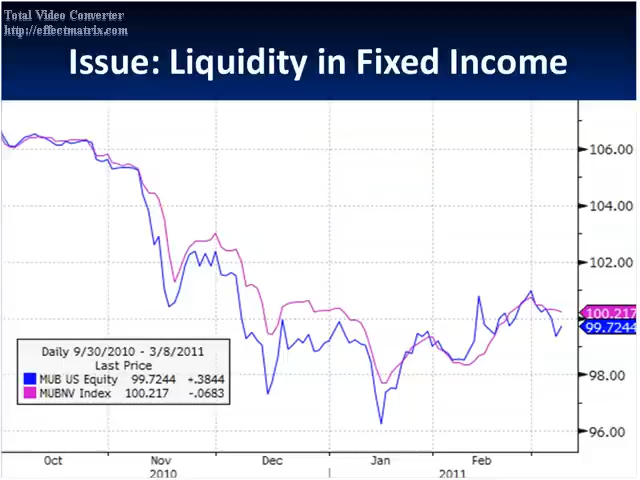 Total Video Converter
http://effectmatrix.com
Issue: Liquidity in Fixed Income
106.00
104.00
102.00
100.217
99.7244
98.00
96.00
Daily 9/30/2010 - 3/8/2011
Last Price
MUB US Equity 99.7244 +.3844
MUBNV Index 100.217 -.0683
Oct Nov Dec Jan Feb
2010 2011